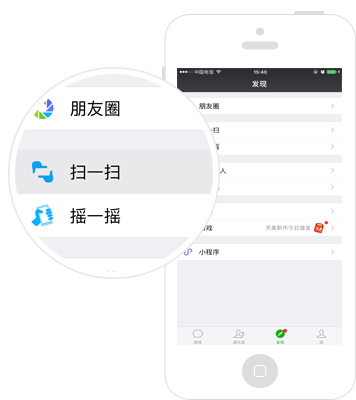 中国电信
15:40
发现
朋友圈
扫一扫
摇一摇
朋友圈
扫
人
游戏
天美新作今日首发
小程序
微信
通讯录
发现
我